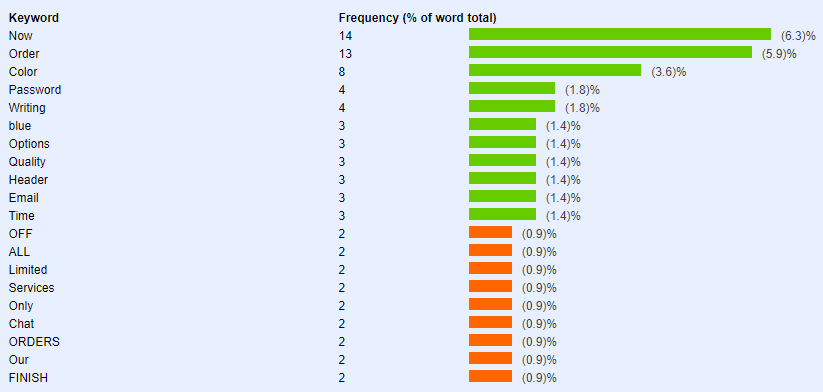 Keyword Frequency (% of word total)
Now 14 (6.3)%
Order 13 (5.9)%
Color 8 (3.6)%
Password 4 (1.8)%
Writing 4 (1.8)%
blue 3 (1.4)%
Options 3 (1.4)%
Quality 3 (1.4)%
Header 3 (1.4)%
Email 3 (1.4)%
Time 3 (1.4)%
OFF 2 (0.9)%
ALL 2 (0.9)%
Limited 2 (0.9)%
Services 2 (0.9)%
Only 2 (0.9)%
Chat 2 (0.9)%
ORDERS 2 (0.9)%
Our 2 (0.9)%
FINISH 2 (0.9)%